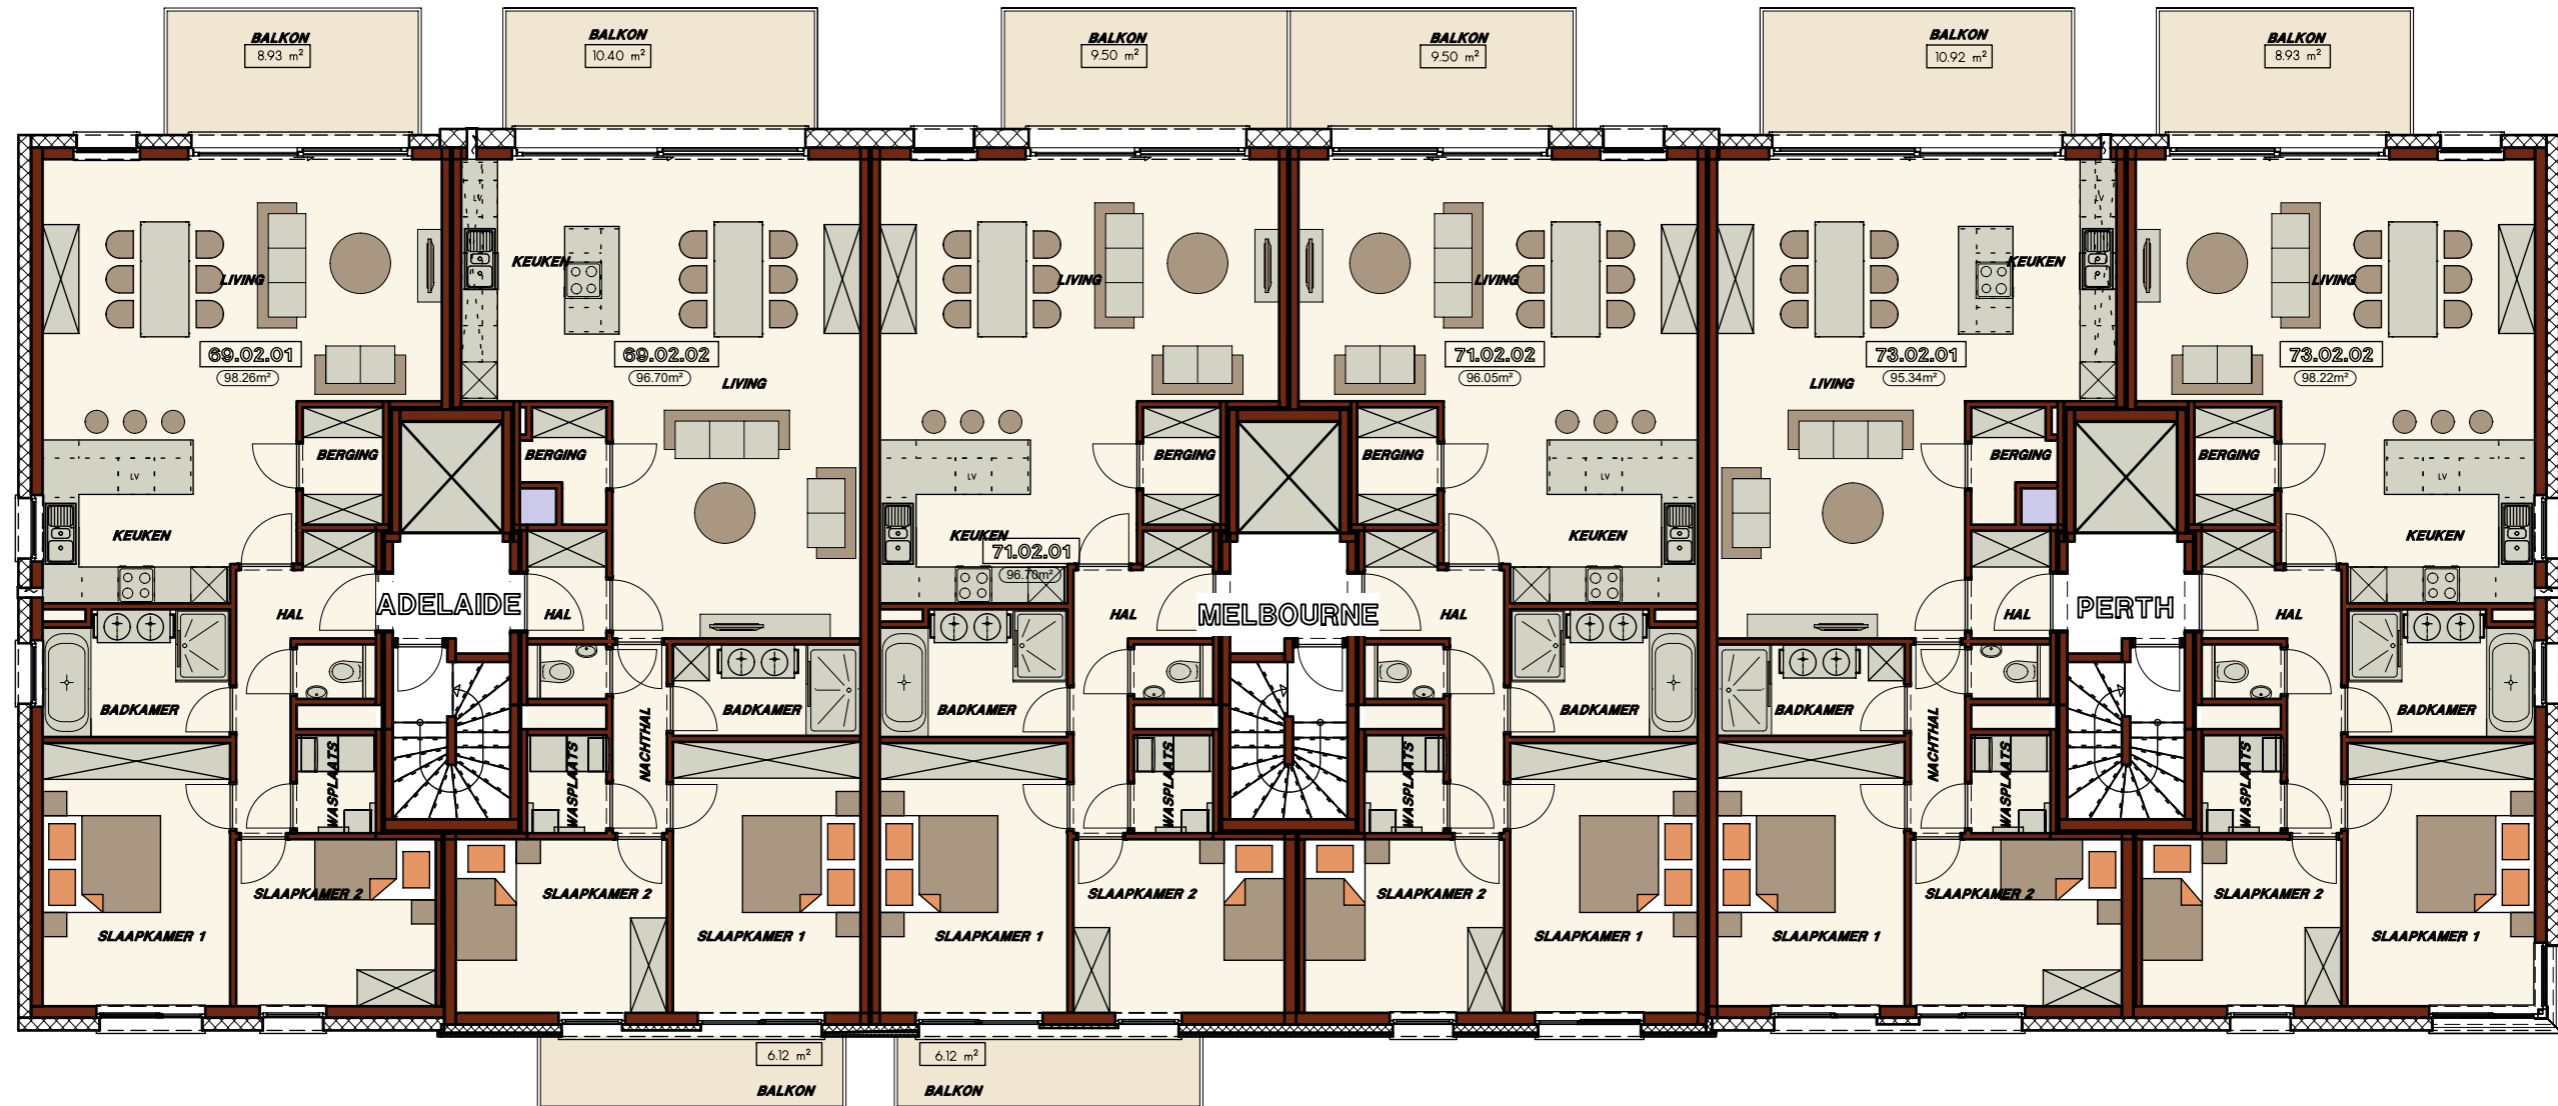 BALKON
8.93 m²
BALKON
10.40 m²
BALKON
9.50 m²
BALKON
9.50 m²
BALKON
10.92 m²
BALKON
8.93 m²
LV
KEUKEN
LV
KEUKEN
LIVING
LIVING
LIVING
LIVING
69.02.01
98.26m²
69.02.02
96.70m²
LIVING
71.02.02
96.05m²
73.02.01
95.34m²
LIVING
73.02.02
98.22m²
BERGING
BERGING
BERGING
BERGING
BERGING
BERGING
LV
LV
LV
LV
KEUKEN
KEUKEN
71.02.01
96.70m²
KEUKEN
KEUKEN
HAL
ADELAIDE
HAL
HAL
MELBOURNE
HAL
HAL
PERTH
HAL
BADKAMER
BADKAMER
BADKAMER
BADKAMER
BADKAMER
BADKAMER
NACHTHAL
NACHTHAL
WASPLAATS
WASPLAATS
WASPLAATS
WASPLAATS
WASPLAATS
WASPLAATS
SLAAPKAMER 2
SLAAPKAMER 2
SLAAPKAMER 2
SLAAPKAMER 2
SLAAPKAMER 2
SLAAPKAMER 2
SLAAPKAMER 1
SLAAPKAMER 1
SLAAPKAMER 1
SLAAPKAMER 1
SLAAPKAMER 1
SLAAPKAMER 1
6.12 m²
BALKON
6.12 m²
BALKON